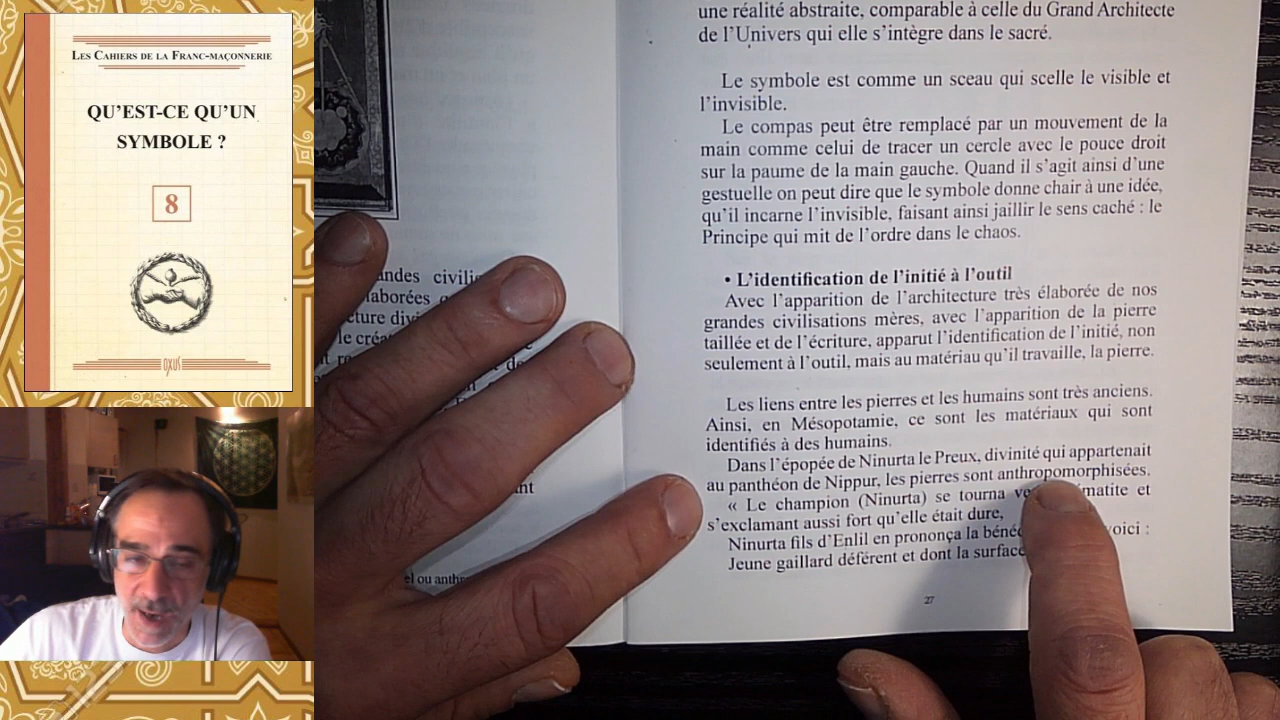 LES CAHIERS DE LA FRANC-MAÇONNERIE
QU'EST-CE QU'UN
SYMBOLE ?
8
OXUS
une réalité abstraite, comparable à celle du Grand Architecte
de l'Univers qui elle s'intègre dans le sacré.
Le symbole est comme un sceau qui scelle le visible et
l'invisible.
Le compas peut être remplacé par un mouvement de la
main comme celui de tracer un cercle avec le pouce droit
sur la paume de la main gauche. Quand il s'agit ainsi d'une
gestuelle on peut dire que le symbole donne chair à une idée,
qu'il incarne l'invisible, faisant ainsi jaillir le sens caché : le
Principe qui mit de l'ordre dans le chaos.
• L'identification de l'initié à l'outil
Avec l'apparition de l'architecture très élaborée de nos
grandes civilisations mères, avec l'apparition de la pierre
taillée et de l'écriture, apparut l'identification de l'initié, non
seulement à l'outil, mais au matériau qu'il travaille, la pierre.
Les liens entre les pierres et les humains sont très anciens.
Ainsi, en Mésopotamie, ce sont les matériaux qui sont
identifiés à des humains.
Dans l'épopée de Ninurta le Preux, divinité qui appartenait
au panthéon de Nippur, les pierres sont anthropomorphisées.
« Le champion (Ninurta) se tourna et
s'exclamant aussi fort qu'elle était dure,
Ninurta fils d'Enlil en prononça la voici :
Jeune gaillard déférent et dont la surface
27